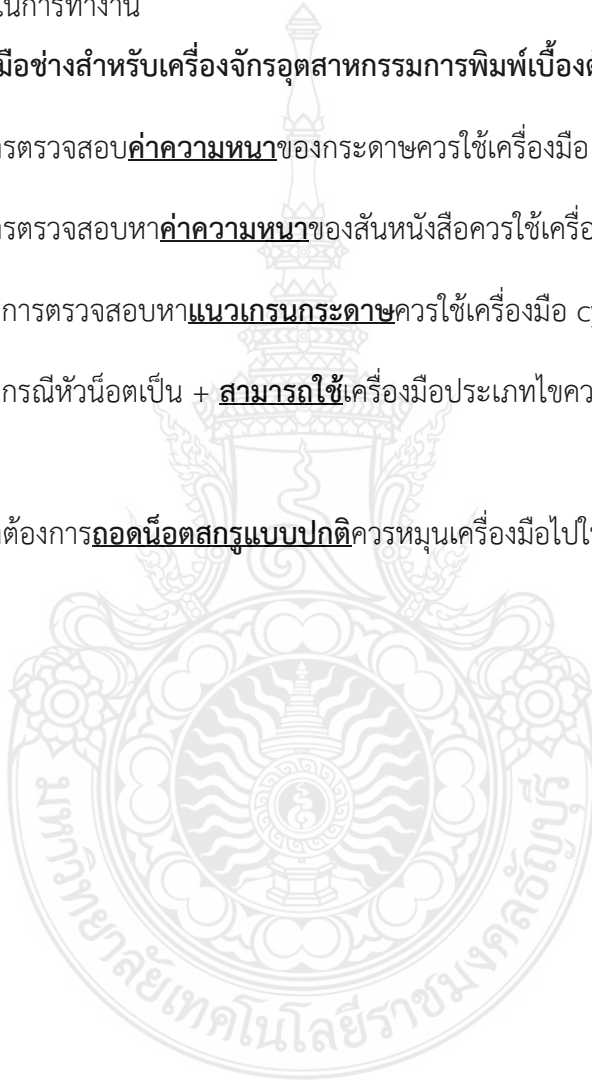 ในการทำงาน
มือช่างสำหรับเครื่องจักรอุตสาหกรรมการพิมพ์เบื้องต้
ารตรวจสอบค่าความหนาของกระดาษควรใช้เครื่องมือ
ารตรวจสอบหาค่าความหนาของสันหนังสือควรใช้เครื่อ
การตรวจสอบหาแนวเกรนกระดาษควรใช้เครื่องมือ cy
กรณีหัวน็อตเป็น + สามารถใช้เครื่องมือประเภทไขคว
ต้องการถอดน็อตสกรูแบบปกติควรหมุนเครื่องมือไปใ
มหาวิทยาลัยเทคโนโลยีราชมงคลธัญบุรี